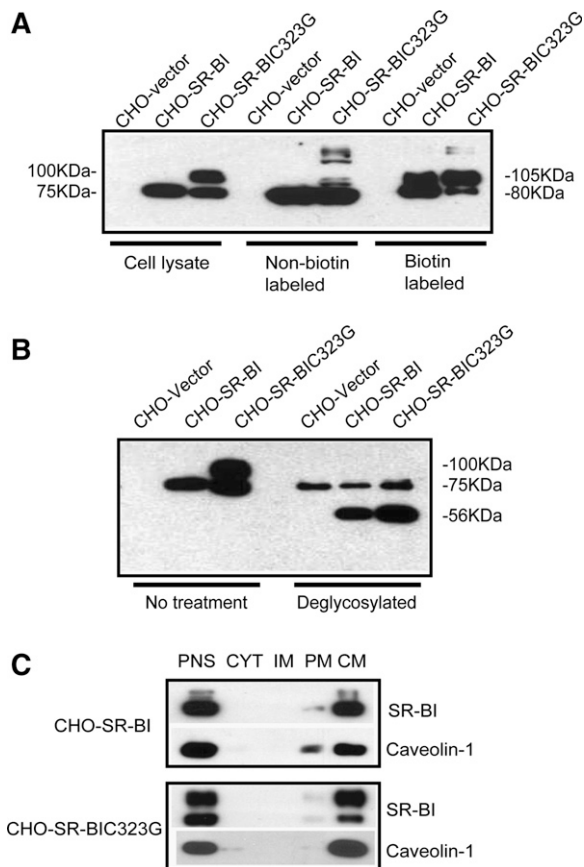 A
CHO-vector
CHO-SR-BI
CHO-SR-BIC323G
CHO-vector
CHO-SR-BI
CHO-SR-BIC323G
CHO-vector
CHO-SR-BI
CHO-SR-BIC323G
100KDa-
75KDa-
-105KDa
-80KDa
Cell lysate
Non-biotin
labeled
Biotin
labeled
B
CHO-Vector
CHO-SR-BI
CHO-SR-BIC323G
CHO-Vector
CHO-SR-BI
CHO-SR-BIC323G
-100KDa
-75KDa
-56KDa
No treatment
Deglycosylated
C
PNS CYT IM PM CM
CHO-SR-BI
SR-BI
Caveolin-1
CHO-SR-BIC323G
SR-BI
Caveolin-1